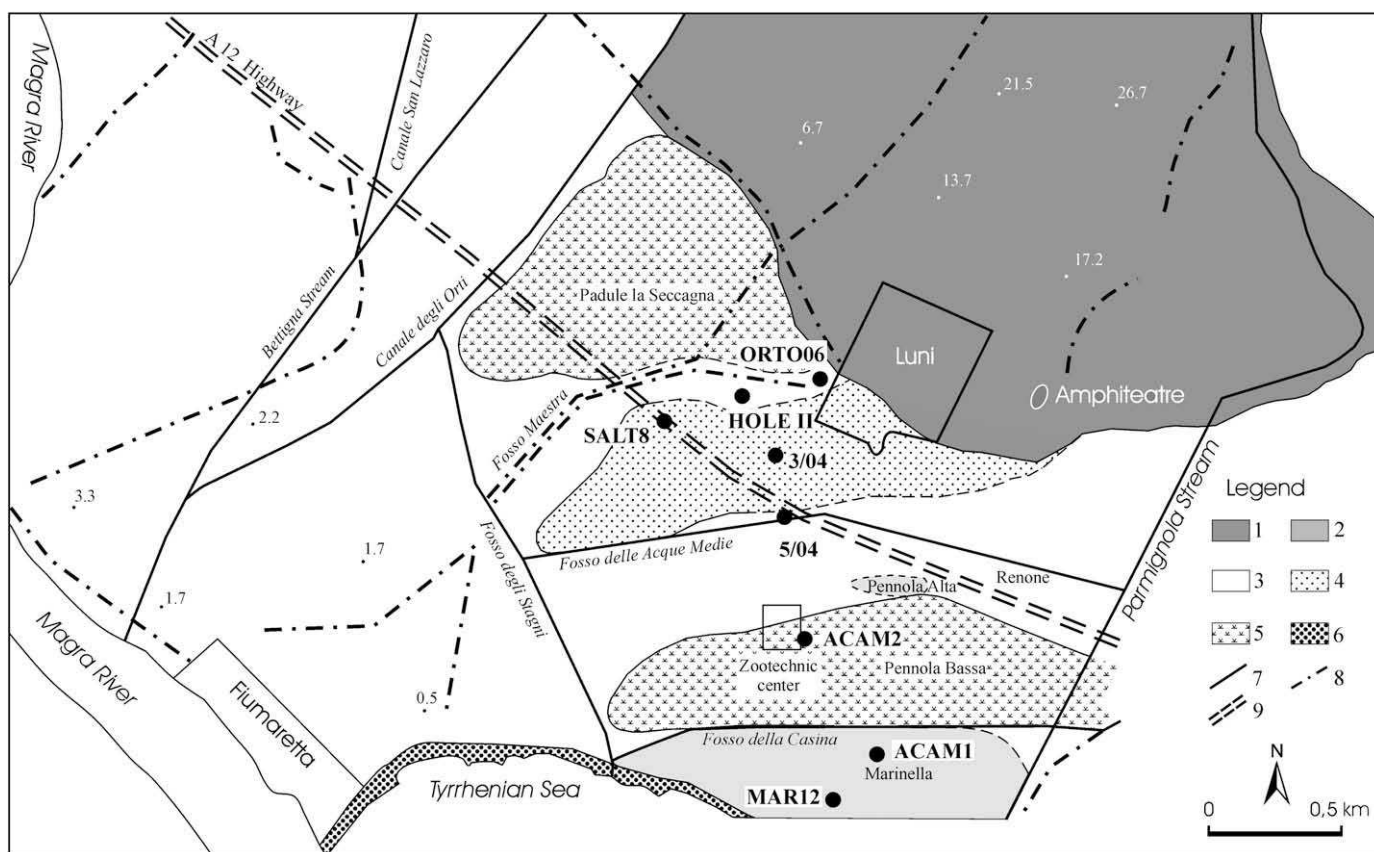 Magra River
A 12 Highway
Canale San Lazzaro
21.5
26.7
6.7
13.7
17.2
Padule la Seccagna
Bettigna Stream
Canale degli Orti
ORTO06
Luni
Amphiteatre
HOLE II
SALT8
Fosso Maestra
3/04
2.2
3.3
5/04
Fosso delle Acque Medie
Fosso degli Stagni
1.7
1.7
Renone
Pennola Alta
Parmignola Stream
ACAM2
Zootechnic
center
Pennola Bassa
Magra River
Fiumaretta
0.5
Fosso della Casina
ACAM1
Marinella
MAR12
Tyrrhenian Sea
Legend
1 2
3 4
5 6
7 8
9
N
0 0,5 km